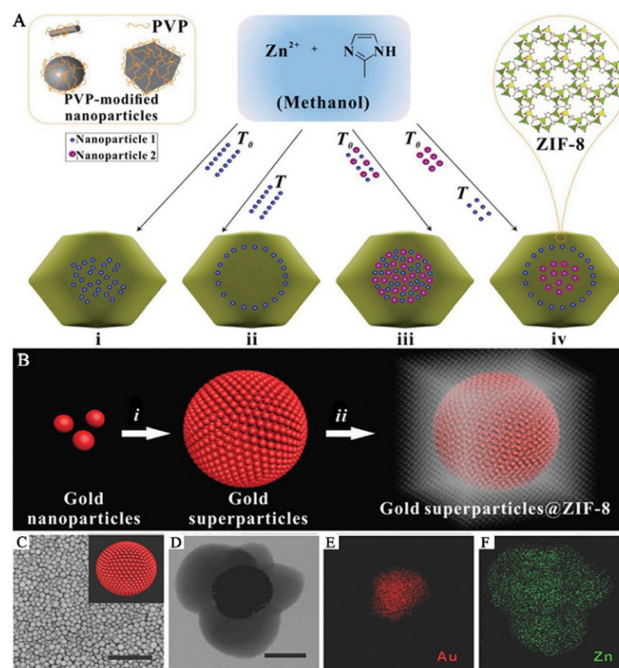 A
PVP
PVP-modified
nanoparticles
Nanoparticle 1
Nanoparticle 2
Zn2+ +
N
NH
(Methanol)
ZIF-8
T0
T
T0
T0
T
i
ii
iii
iv
B
i
ii
Gold
nanoparticles
Gold
superparticles
Gold superparticles@ZIF-8
C
D
E
F
Au
Zn